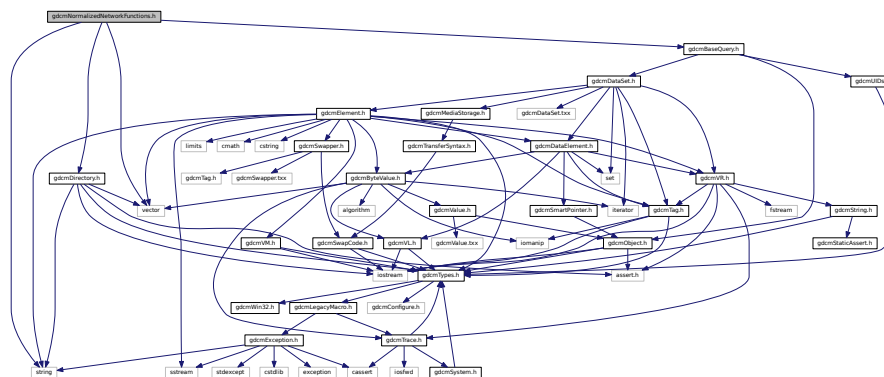 gdcmNormalizedNetworkFunctions.h
gdcmBaseQuery.h
gdcmDataSet.h
gdcmUIDs
gdcmElement.h
gdcmMediaStorage.h
gdcmDataSet.txx
limits
cmath
cstring
gdcmSwapper.h
gdcmTransferSyntax.h
gdcmDataElement.h
gdcmDirectory.h
gdcmTag.h
gdcmSwapper.txx
gdcmByteValue.h
set
gdcmVR.h
vector
algorithm
gdcmValue.h
gdcmSmartPointer.h
iterator
gdcmTag.h
fstream
gdcmString.h
gdcmVM.h
gdcmSwapCode.h
gdcmVL.h
gdcmValue.txx
iomanip
gdcmObject.h
gdcmStaticAssert.h
iostream
gdcmTypes.h
assert.h
gdcmWin32.h
gdcmLegacyMacro.h
gdcmConfigure.h
gdcmException.h
gdcmTrace.h
string
sstream
stdexcept
cstdlib
exception
cassert
iosfwd
gdcmSystem.h